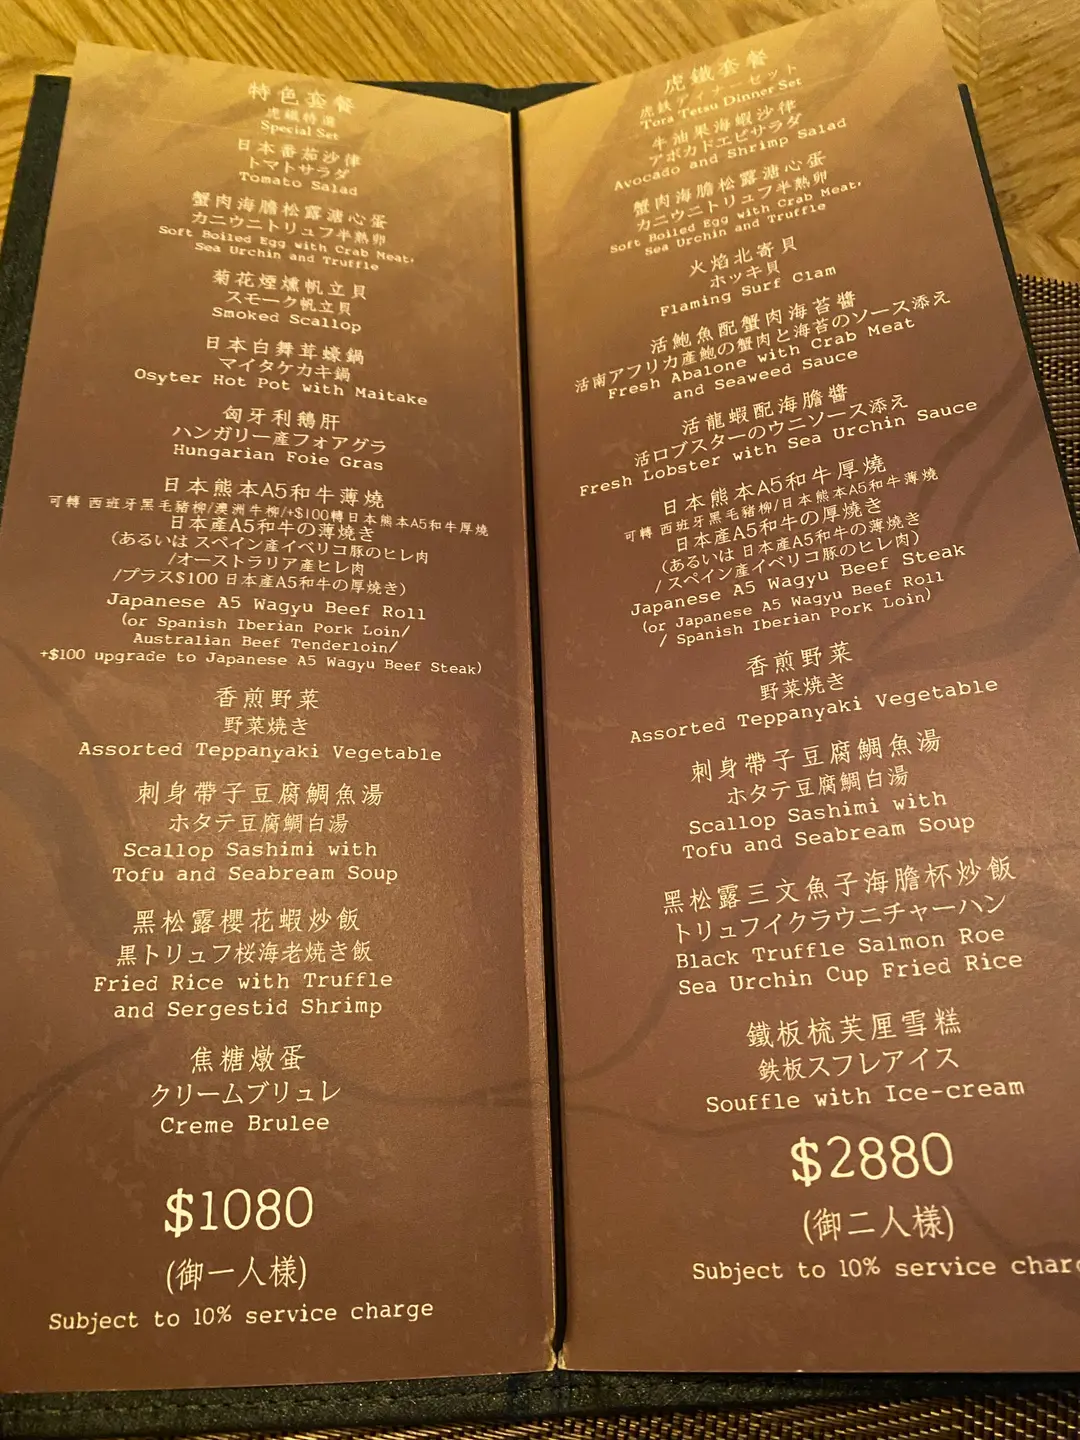 特色套餐
虎鐵特選
Special Set
日本番茄沙律
トマトサラダ
Tomato Salad
蟹肉海膽松露溏心蛋
カニウニトリュフ半熟卵
Soft Boiled Egg with Crab Meat,
Sea Urchin and Truffle
菊花煙燻帆立貝
スモーク帆立貝
Smoked Scallop
日本白舞茸蠔鍋
マイタケカキ鍋
Osyter Hot Pot with Maitake
匈牙利鵝肝
ハンガリー產フォアグラ
Hungarian Foie Gras
日本熊本A5和牛薄燒
可轉 西班牙黑毛豬柳/澳洲牛柳/+$100轉日本熊本A5和牛厚燒
日本產A5和牛の薄焼き
(あるいは スペイン産イベリコ豚のヒレ肉
/オーストラリア產ヒレ肉
/プラス$100 日本產A5和牛の厚焼き)
Japanese A5 Wagyu Beef Roll
(or Spanish Iberian Pork Loin/
Australian Beef Tenderloin/
+$100 upgrade to Japanese A5 Wagyu Beef Steak)
香煎野菜
野菜焼き
Assorted Teppanyaki Vegetable
刺身帶子豆腐鯛魚湯
ホタテ豆腐鯛白湯
Scallop Sashimi with
Tofu and Seabream Soup
黑松露櫻花蝦炒飯
黒トリュフ桜海老焼き飯
Fried Rice with Truffle
and Sergestid Shrimp
焦糖燉蛋
クリームブリュレ
Creme Brulee
$1080
(御一人様)
Subject to 10% service charge
虎鐵套餐
虎鉄ディナーセット
Tora Tetsu Dinner Set
牛油果海蝦沙律
アボカドエビサラダ
Avocado and Shrimp Salad
蟹肉海膽松露溏心蛋
カニウニトリュフ半熟卵
Soft Boiled Egg with Crab Meat,
Sea Urchin and Truffle
火焰北寄貝
ホッキ貝
Flaming Surf Clam
活鮑魚配蟹肉海苔醬
活南アフリカ産鮑の蟹肉と海苔のソース添え
Fresh Abalone with Crab Meat
and Seaweed Sauce
活龍蝦配海膽醬
活ロブスターのウニソース添え
Fresh Lobster with Sea Urchin Sauce
日本熊本A5和牛厚燒
可轉 西班牙黑毛豬柳/日本熊本A5和牛薄燒
日本產A5和牛の厚焼き
(あるいは 日本產A5和牛の薄焼き
/ スペイン産イベリコ豚のヒレ肉)
Japanese A5 Wagyu Beef Steak
(or Japanese A5 Wagyu Beef Roll
/ Spanish Iberian Pork Loin)
香煎野菜
野菜焼き
Assorted Teppanyaki Vegetable
刺身帶子豆腐鯛魚湯
ホタテ豆腐鯛白湯
Scallop Sashimi with
Tofu and Seabream Soup
黑松露三文魚子海膽杯炒飯
トリュフイクラウニチャーハン
Black Truffle Salmon Roe
Sea Urchin Cup Fried Rice
鐵板梳芙厘雪糕
鉄板スフレアイス
Souffle with Ice-cream
$2880
(御二人様)
Subject to 10% service char